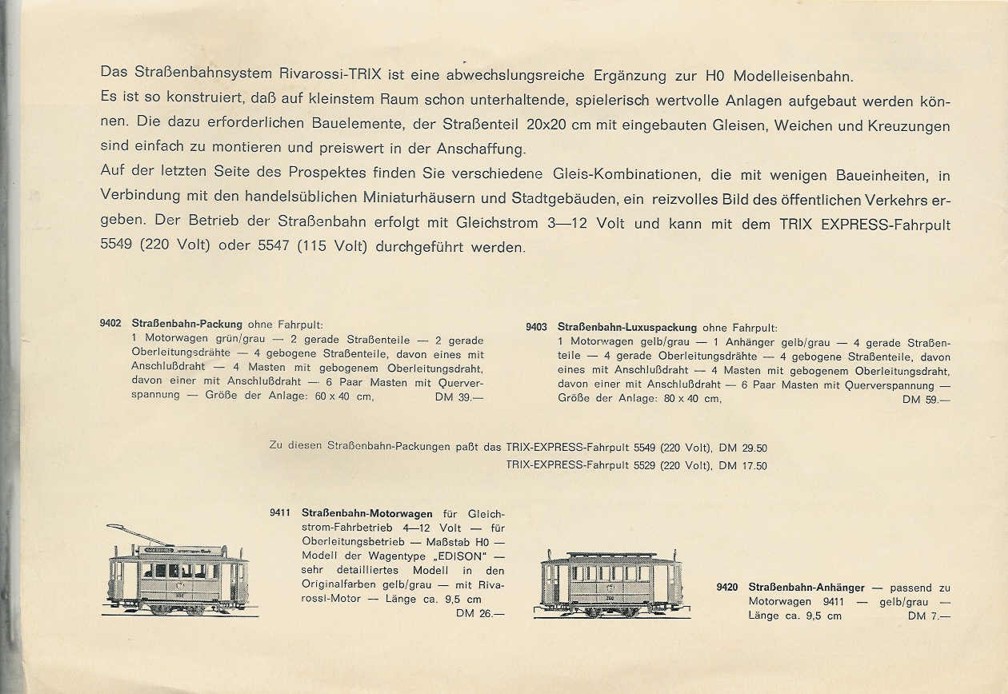 Das Straßenbahnsystem Rivarossi-TRIX ist eine abwechslungsreiche Ergänzung zur H0 Modelleisenbahn.
Es ist so konstruiert, daß auf kleinstem Raum schon unterhaltende, spielerisch wertvolle Anlagen aufgebaut werden kön-
nen. Die dazu erforderlichen Bauelemente, der Straßenteil 20x20 cm mit eingebauten Gleisen, Weichen und Kreuzungen
sind einfach zu montieren und preiswert in der Anschaffung.
Auf der letzten Seite des Prospektes finden Sie verschiedene Gleis-Kombinationen, die mit wenigen Baueinheiten, in
Verbindung mit den handelsüblichen Miniaturhäusern und Stadtgebäuden, ein reizvolles Bild des öffentlichen Verkehrs er-
geben. Der Betrieb der Straßenbahn erfolgt mit Gleichstrom 3—12 Volt und kann mit dem TRIX EXPRESS-Fahrpult
5549 (220 Volt) oder 5547 (115 Volt) durchgeführt werden.
9402 Straßenbahn-Packung ohne Fahrpult:
1 Motorwagen grün/grau — 2 gerade Straßenteile — 2 gerade
Oberleitungsdrähte — 4 gebogene Straßenteile, davon eines mit
Anschlußdraht — 4 Masten mit gebogenem Oberleitungsdraht,
davon einer mit Anschlußdraht — 6 Paar Masten mit Querver-
spannung — Größe der Anlage: 60 x 40 cm, DM 39.—
9403 Straßenbahn-Luxuspackung ohne Fahrpult:
1 Motorwagen gelb/grau — 1 Anhänger gelb/grau — 4 gerade Straßen-
teile — 4 gerade Oberleitungsdrähte — 4 gebogene Straßenteile, davon
eines mit Anschlußdraht — 4 Masten mit gebogenem Oberleitungsdraht,
davon einer mit Anschlußdraht — 6 Paar Masten mit Querverspannung —
Größe der Anlage: 80 x 40 cm, DM 59.—
Zu diesen Straßenbahn-Packungen paßt das TRIX-EXPRESS-Fahrpult 5549 (220 Volt), DM 29.50
TRIX-EXPRESS-Fahrpult 5529 (220 Volt), DM 17.50
9411 Straßenbahn-Motorwagen für Gleich-
strom-Fahrbetrieb 4—12 Volt — für
Oberleitungsbetrieb — Maßstab H0 —
Modell der Wagentype „EDISON" —
sehr detailliertes Modell in den
Originalfarben gelb/grau — mit Riva-
rossi-Motor — Länge ca. 9,5 cm
DM 26.—
9420 Straßenbahn-Anhänger — passend zu
Motorwagen 9411 — gelb/grau —
Länge ca. 9,5 cm DM 7.—